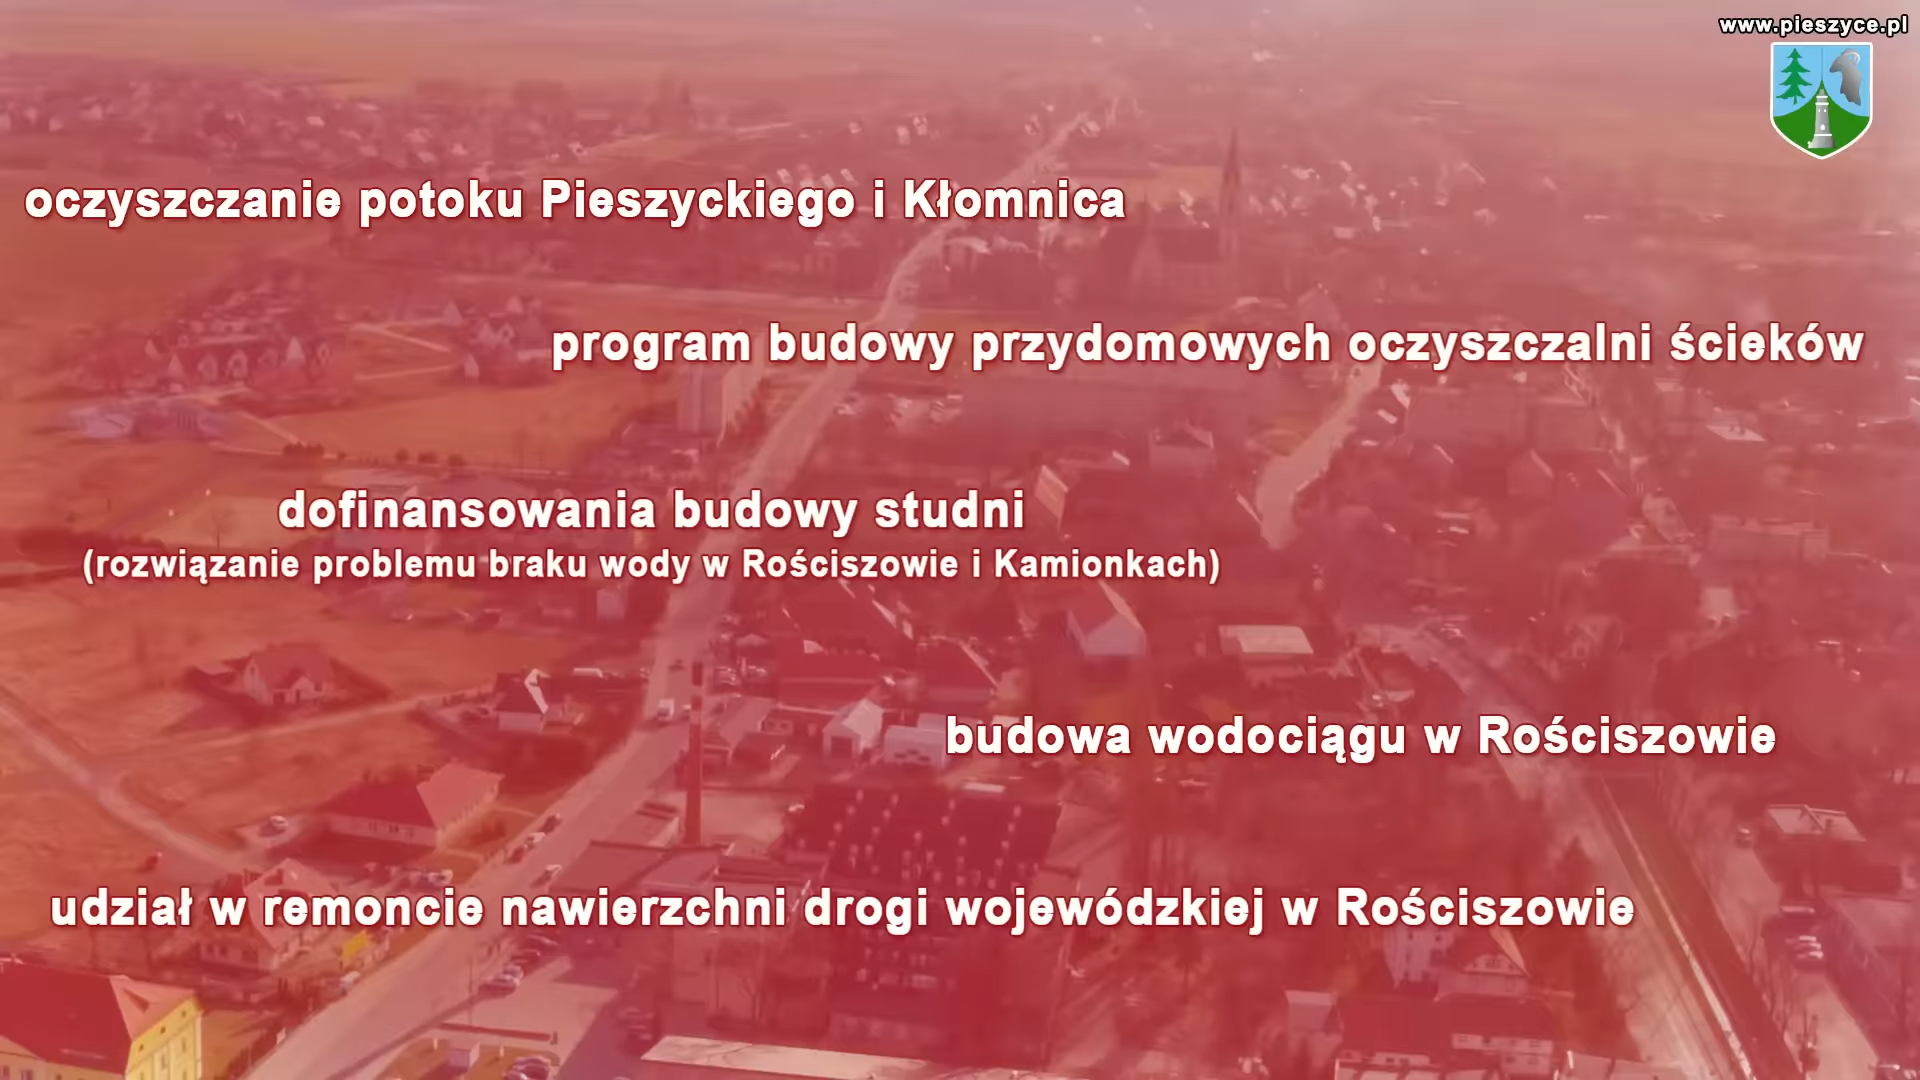 www.pieszyce.pl
oczyszczanie potoku Pieszyckiego i Kłomnica
program budowy przydomowych oczyszczalni ścieków
dofinansowania budowy studni
(rozwiązanie problemu braku wody w Rościszowie i Kamionkach)
budowa wodociągu w Rościszowie
udział w remoncie nawierzchni drogi wojewódzkiej w Rościszowie